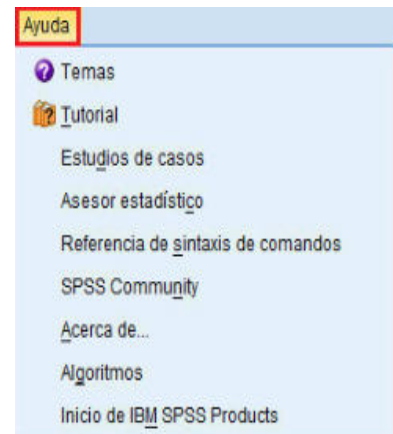 Ayuda
Temas
Tutorial
Estudios de casos
Asesor estadístico
Referencia de sintaxis de comandos
SPSS Community
Acerca de...
Algoritmos
Inicio de IBM SPSS Products